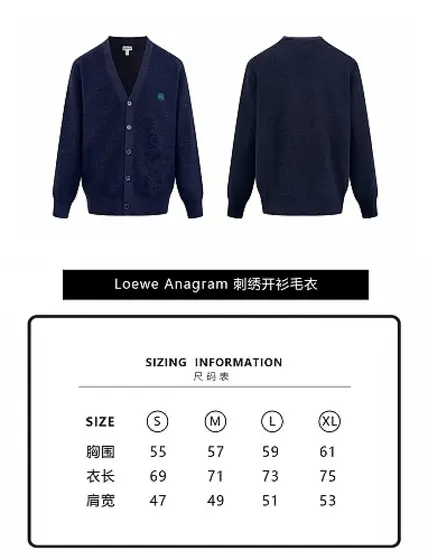 Loewe Anagram 刺绣开衫毛衣
SIZING INFORMATION
尺码表
SIZE S M L XL
胸围 55 57 59 61
衣长 69 71 73 75
肩宽 47 49 51 53